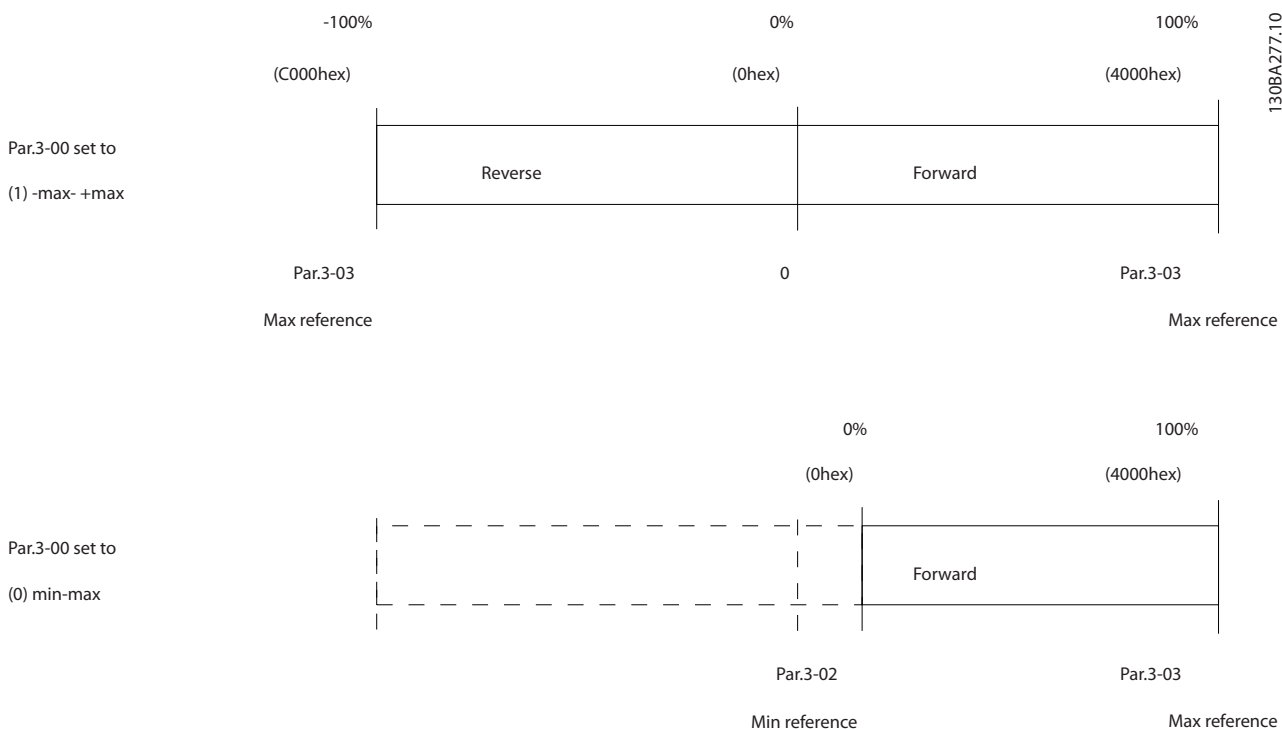 -100% 0% 100%
(C000hex) (0hex) (4000hex)
130BA277.10
Par.3-00 set to
(1) -max- +max
Reverse Forward
Par.3-03 0 Par.3-03
Max reference Max reference
0% 100%
(0hex) (4000hex)
Par.3-00 set to
(0) min-max
Forward
Par.3-02 Par.3-03
Min reference Max reference